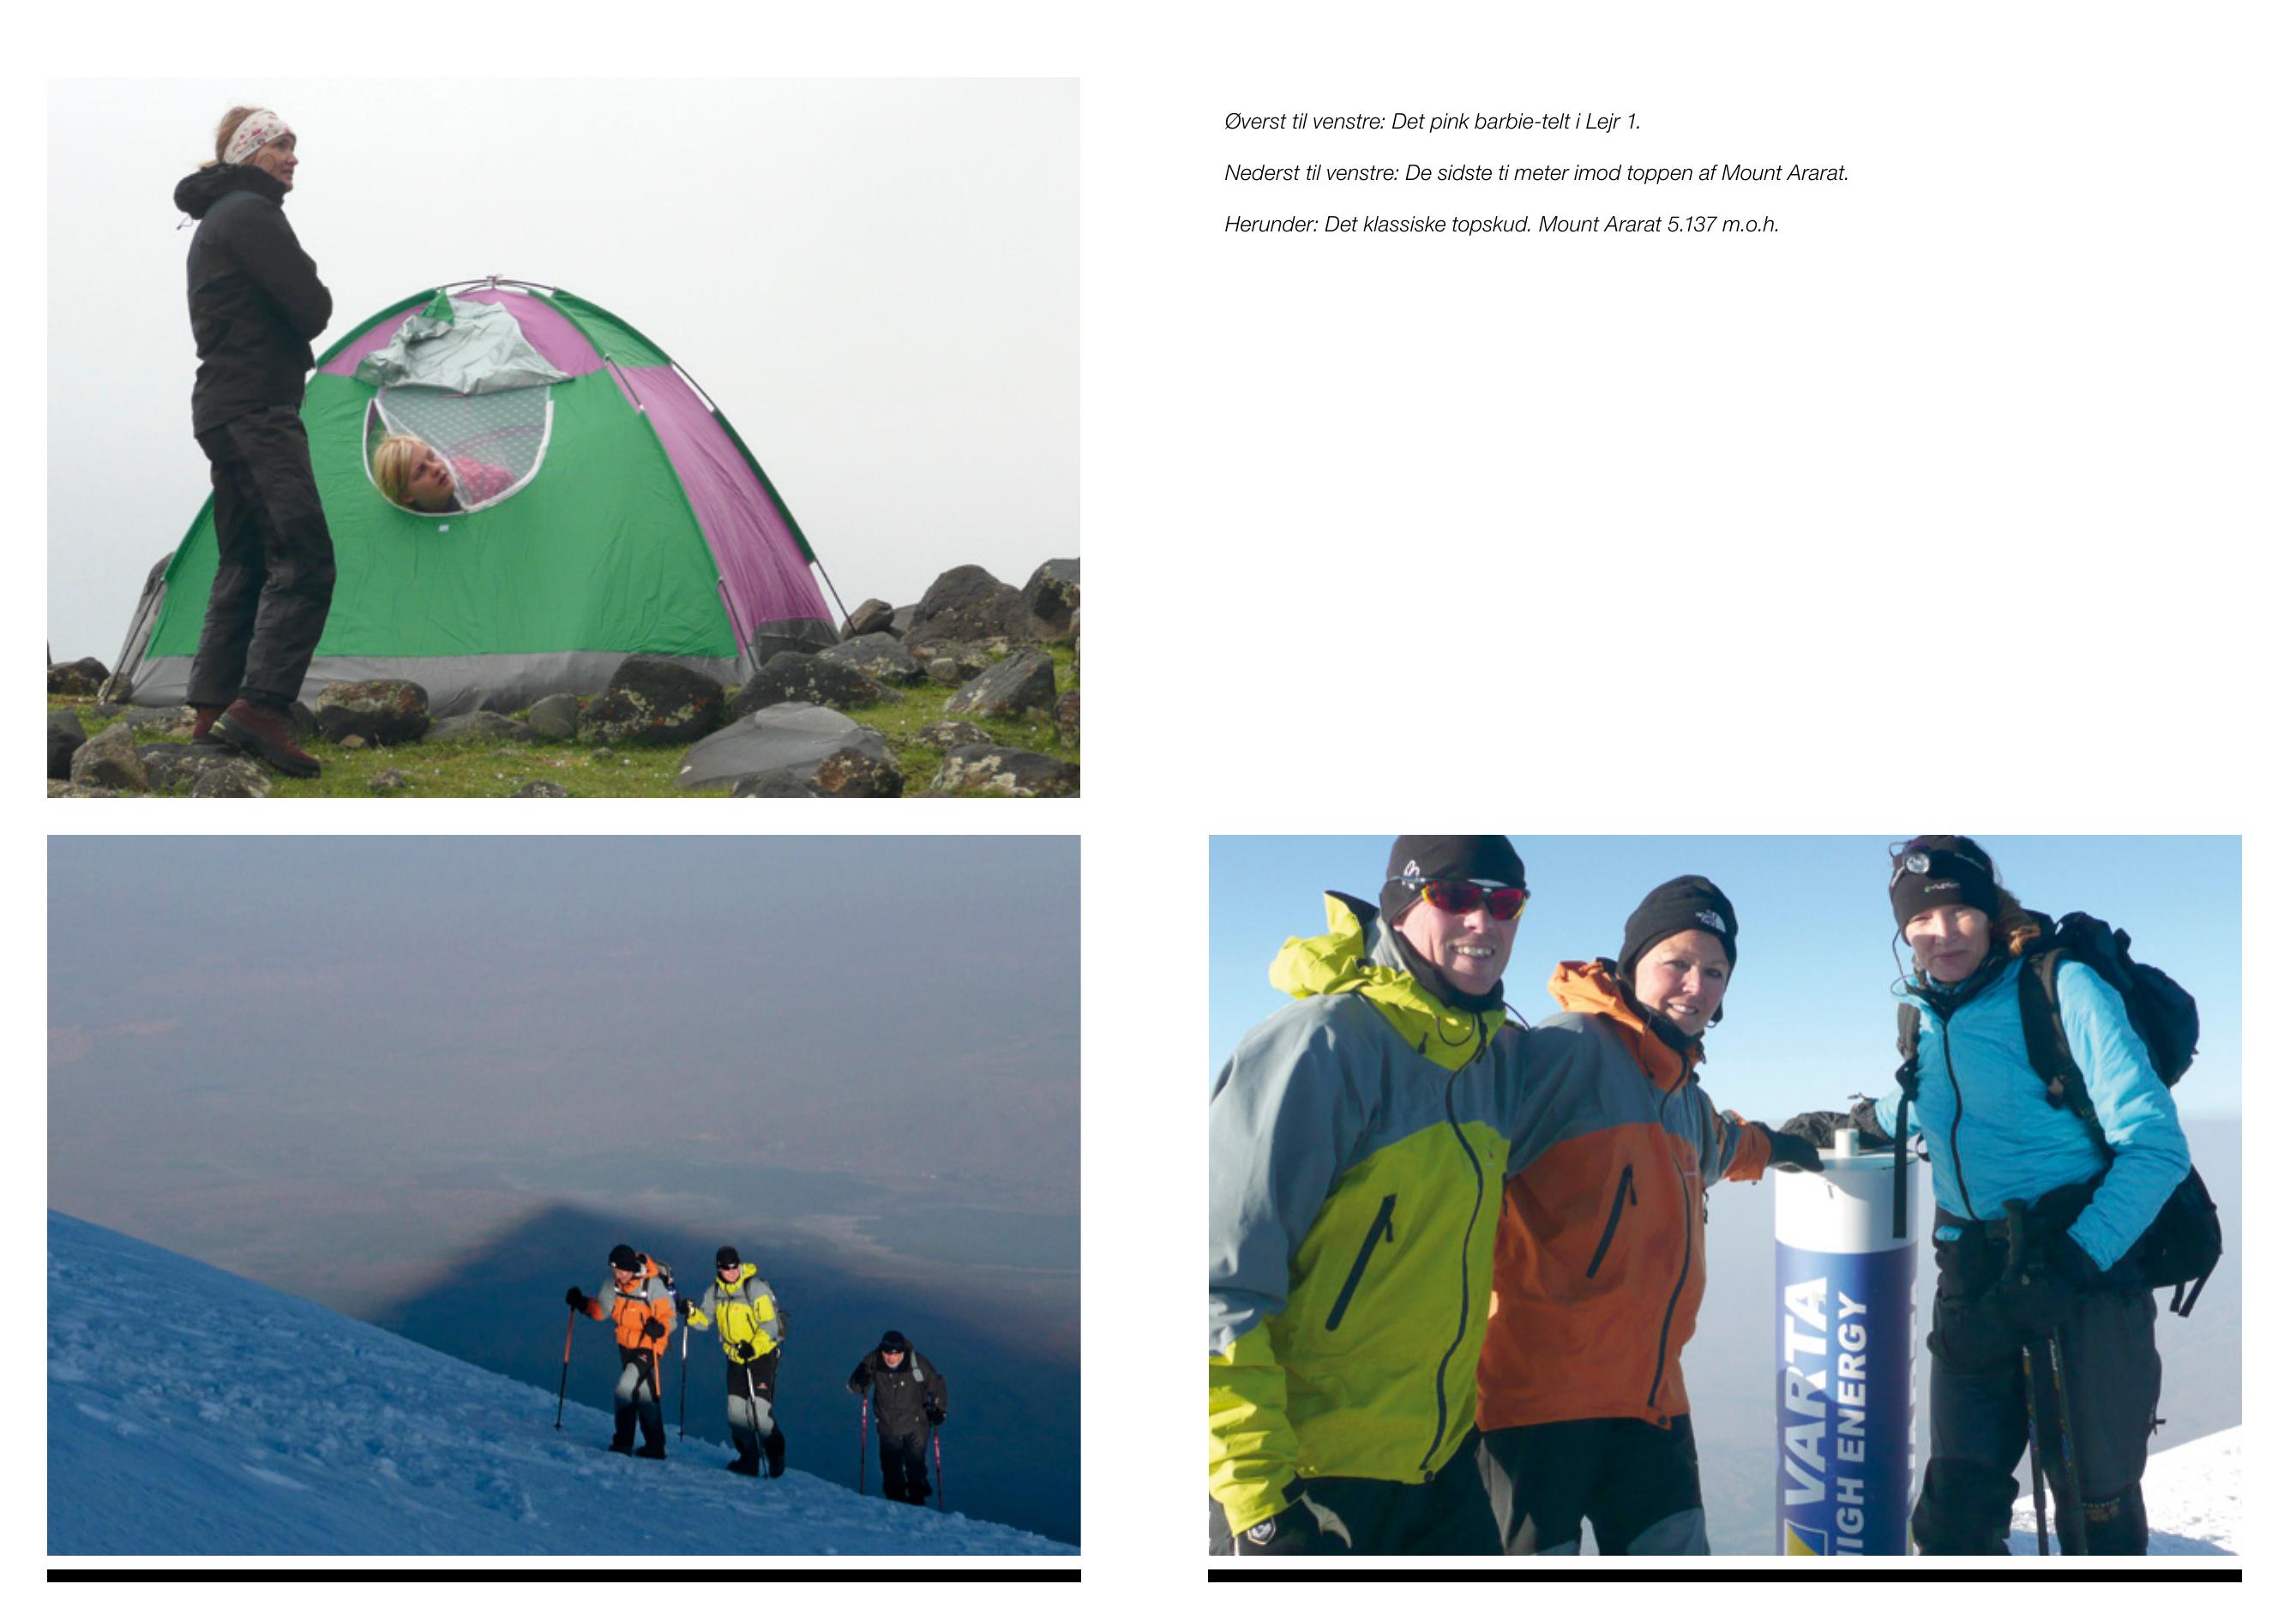 Øverst til venstre: Det pink barbie-telt i Lejr 1.
Nederst til venstre: De sidste ti meter imod toppen af Mount Ararat.
Herunder: Det klassiske topskud. Mount Ararat 5.137 m.o.h.
VARTA
HIGH ENERGY